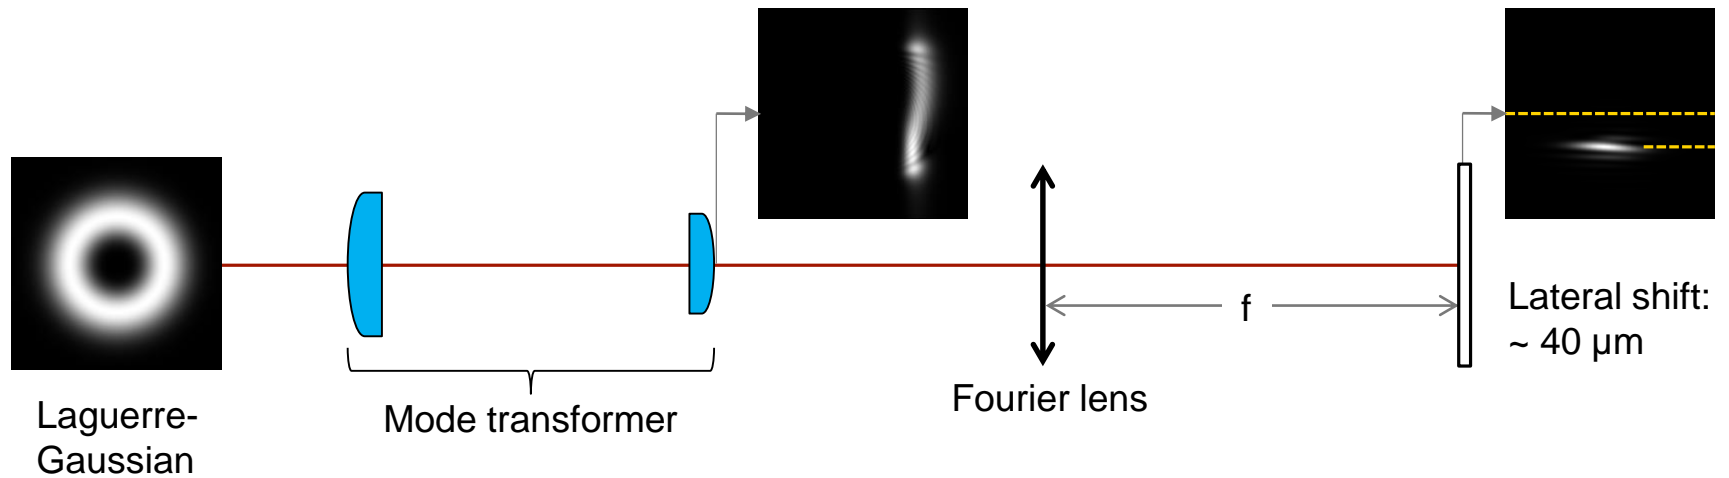 Laguerre-
Gaussian
Mode transformer
Fourier lens
f
Lateral shift:
~ 40 µm